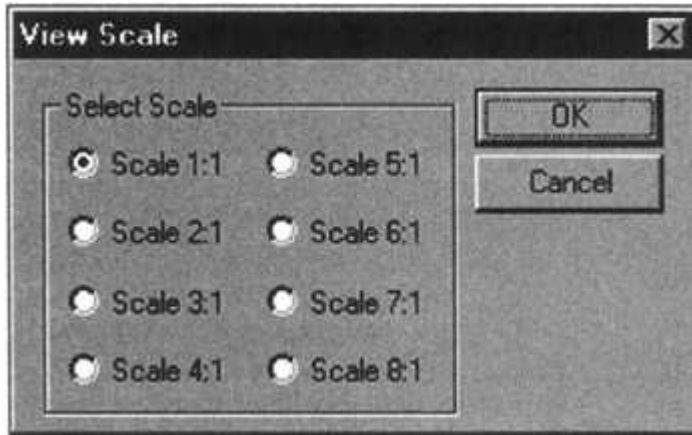 View Scale
Select Scale
Scale 1:1
Scale 2:1
Scale 3:1
Scale 4:1
Scale 5:1
Scale 6:1
Scale 7:1
Scale 8:1
OK
Cancel